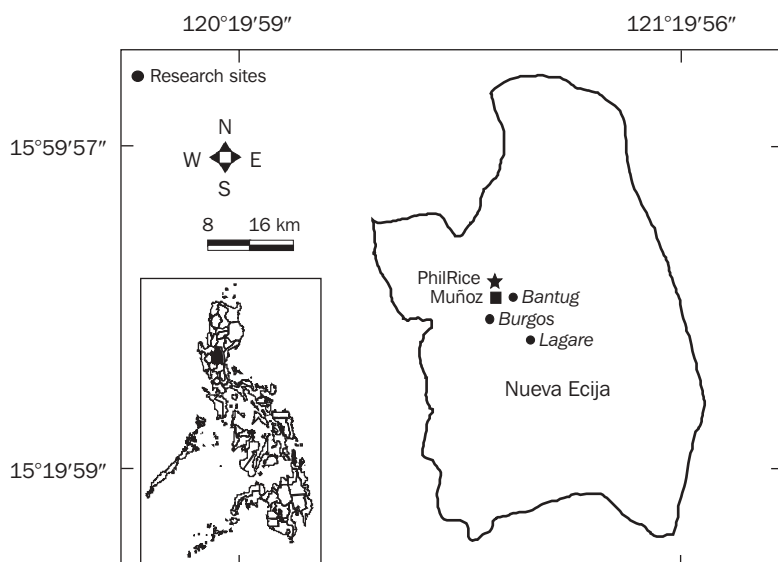 120°19′59″ 121°19′56″
Research sites
15°59′57″
N
W E
S
8 16 km
PhilRice
Muñoz Bantug
Burgos
Lagare
Nueva Ecija
15°19′59″